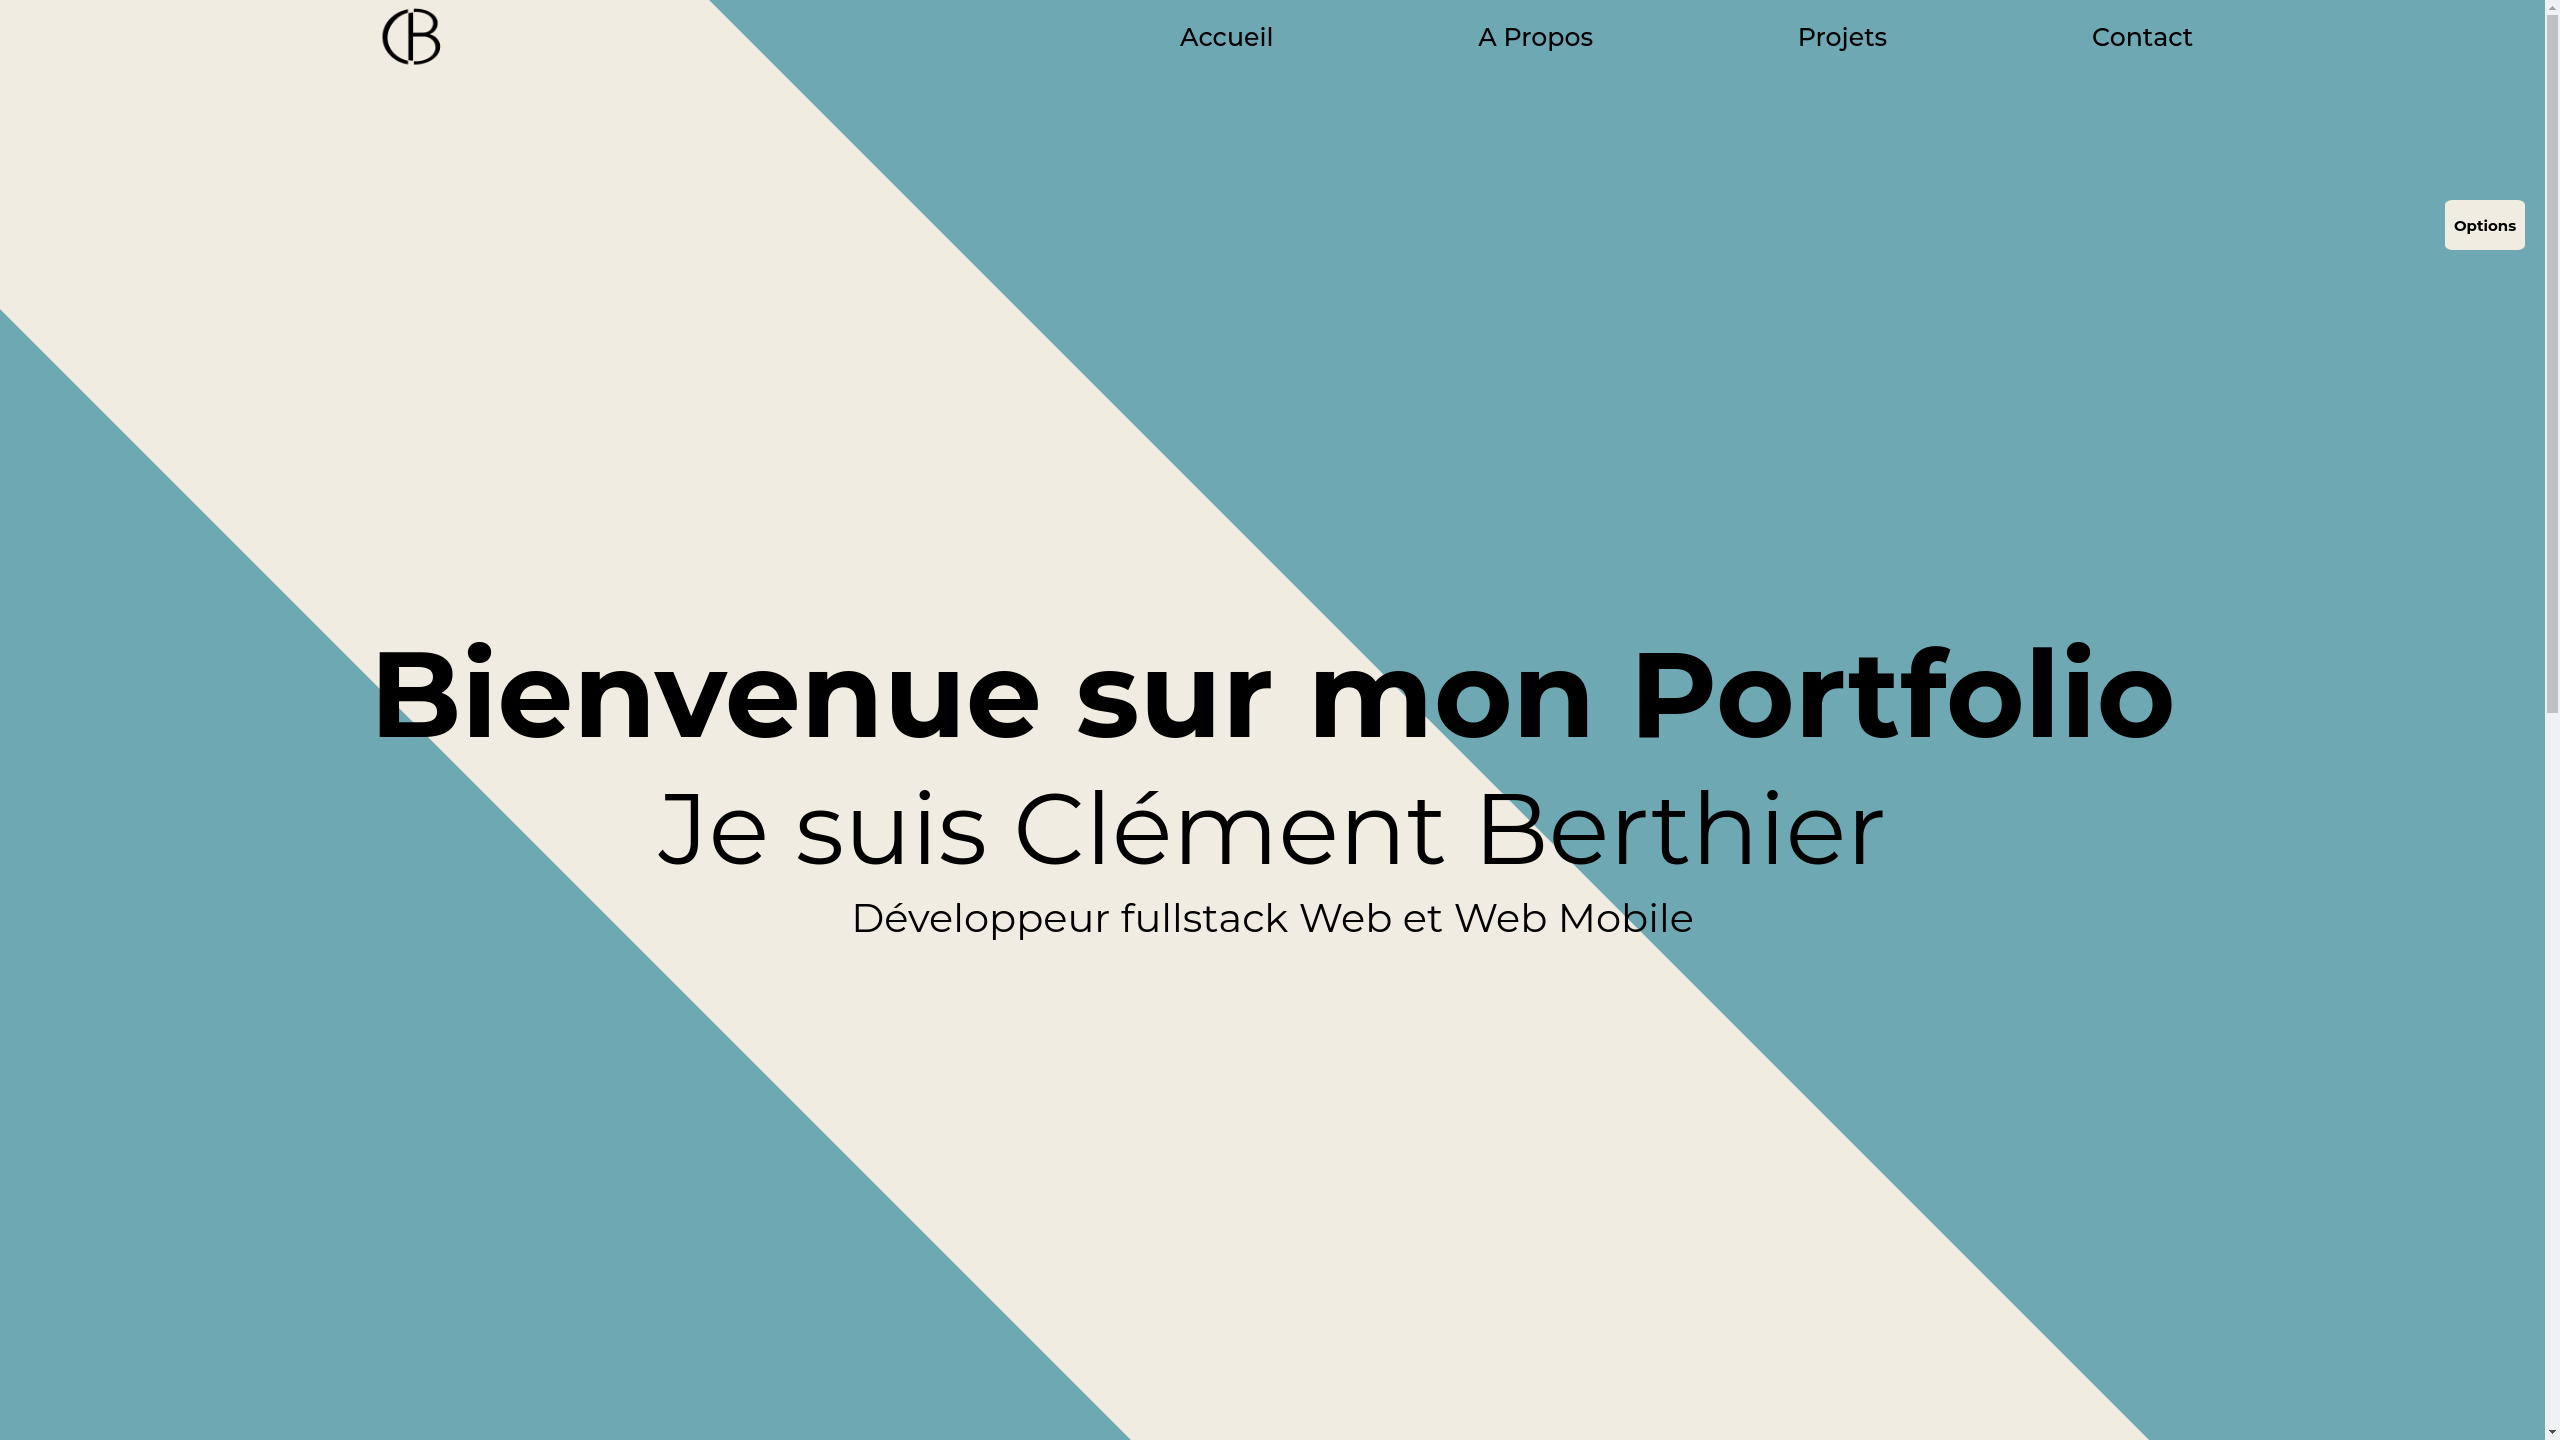 CB
Accueil
A Propos
Projets
Contact
Options
Bienvenue sur mon Portfolio
Je suis Clément Berthier
Développeur fullstack Web et Web Mobile